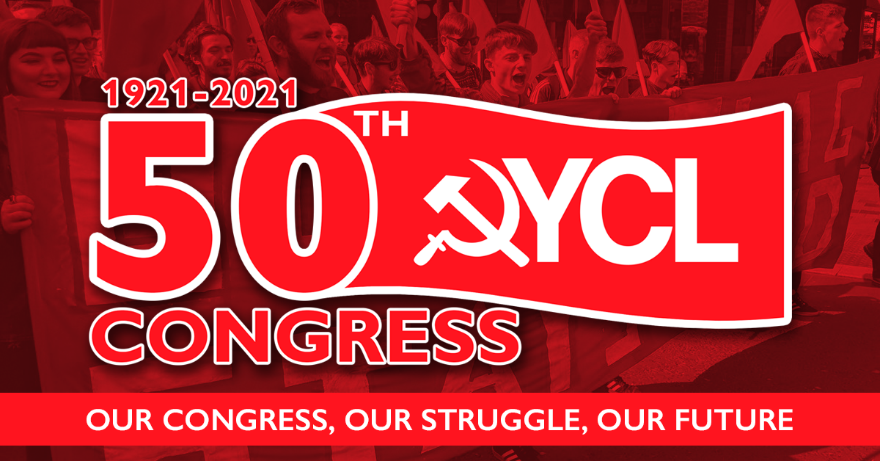 1921-2021
50TH
YCL
CONGRESS
OUR CONGRESS, OUR STRUGGLE, OUR FUTURE